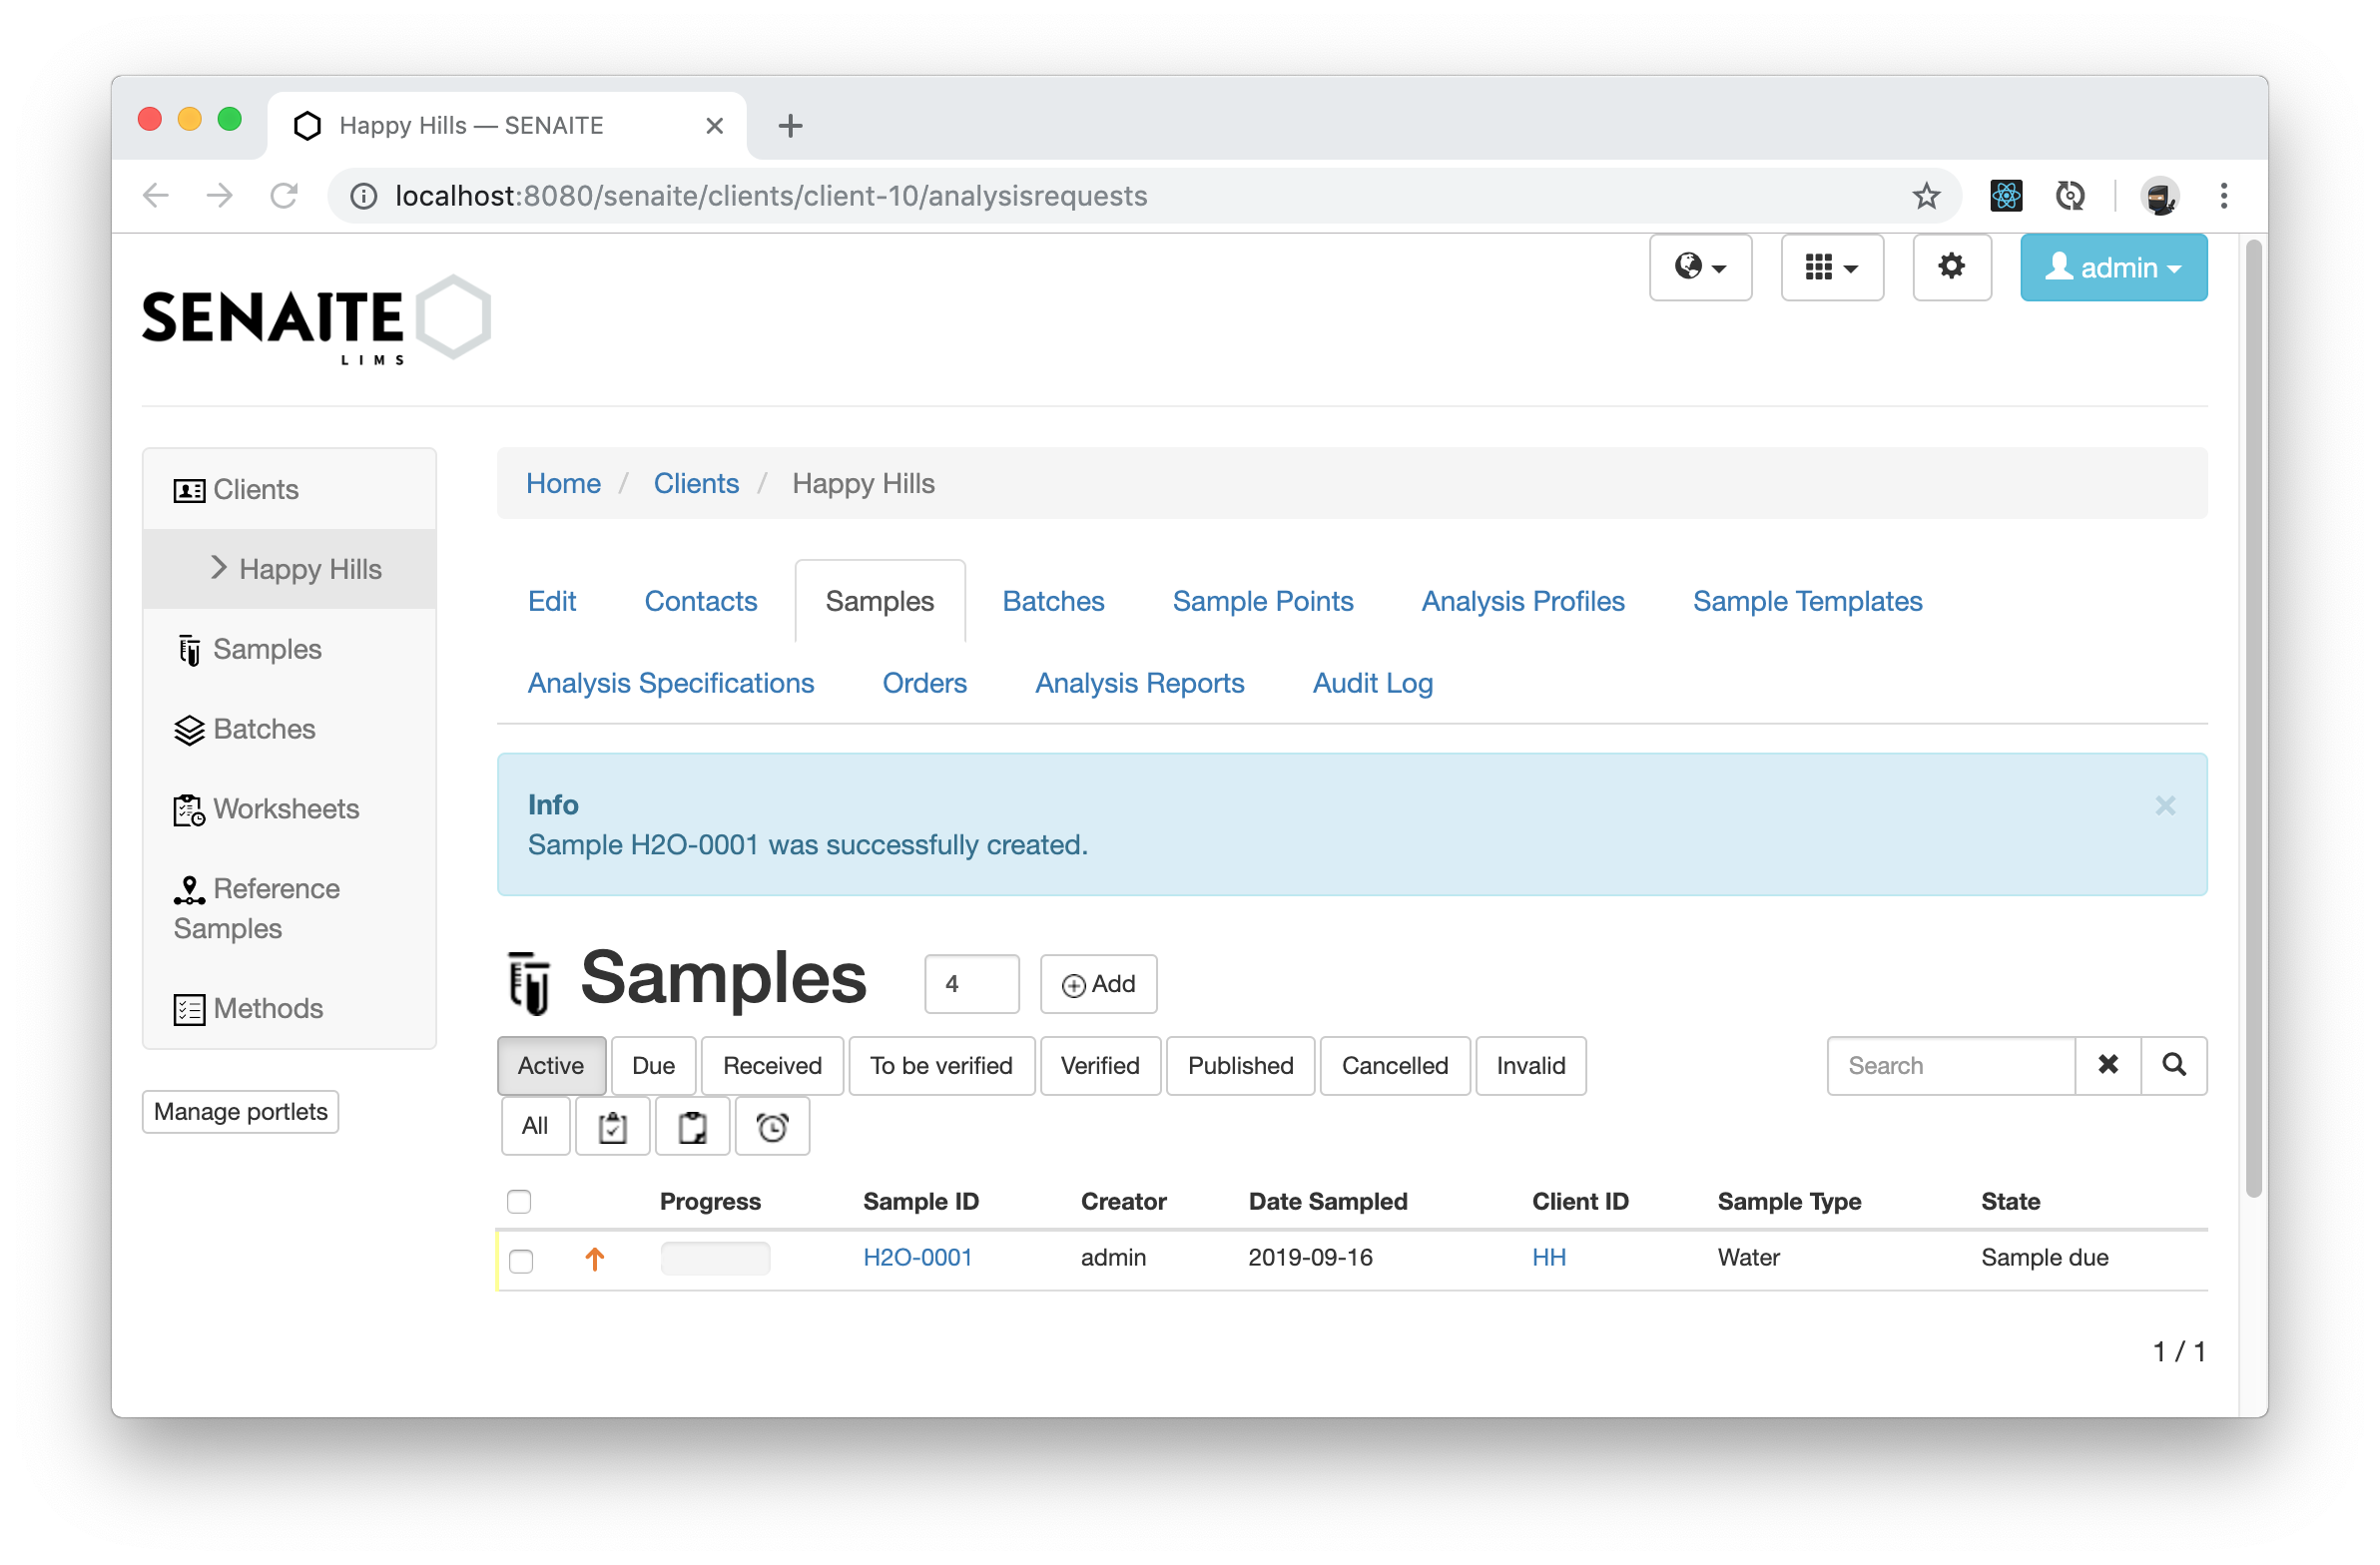 Happy Hills — SENAITE
localhost:8080/senaite/clients/client-10/analysisrequests
admin
SENAITE
LIMS
Clients
Happy Hills
Samples
Batches
Worksheets
Reference
Samples
Methods
Manage portlets
Home / Clients / Happy Hills
Edit Contacts Samples Batches Sample Points Analysis Profiles Sample Templates
Analysis Specifications Orders Analysis Reports Audit Log
Info
Sample H2O-0001 was successfully created.
Samples 4 Add
Active Due Received To be verified Verified Published Cancelled Invalid Search
All
Progress Sample ID Creator Date Sampled Client ID Sample Type State
H2O-0001 admin 2019-09-16 HH Water Sample due
1 / 1